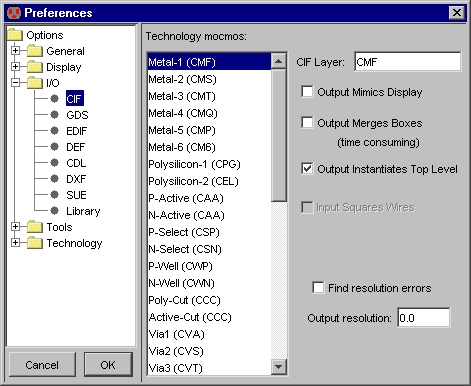 Preferences
Options
General
Display
I/O
CIF
GDS
EDIF
DEF
CDL
DXF
SUE
Library
Tools
Technology
Cancel
OK
Technology mocmos:
Metal-1 (CMF)
Metal-2 (CMS)
Metal-3 (CMT)
Metal-4 (CMQ)
Metal-5 (CMP)
Metal-6 (CM6)
Polysilicon-1 (CPG)
Polysilicon-2 (CEL)
P-Active (CAA)
N-Active (CAA)
P-Select (CSP)
N-Select (CSN)
P-Well (CWP)
N-Well (CWN)
Poly-Cut (CCC)
Active-Cut (CCC)
Via1 (CVA)
Via2 (CVS)
Via3 (CVT)
CIF Layer: CMF
Output Mimics Display
Output Merges Boxes
(time consuming)
Output Instantiates Top Level
Input Squares Wires
Find resolution errors
Output resolution: 0.0